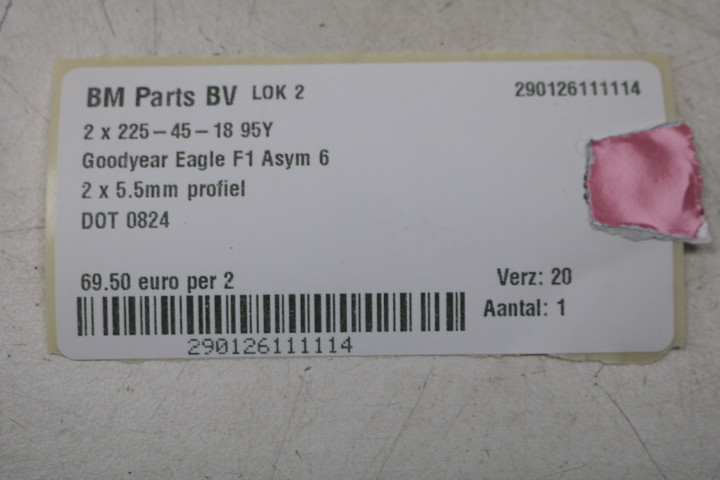 BM Parts BV LOK 2 290126111114
2 x 225-45-18 95Y
Goodyear Eagle F1 Asym 6
2 x 5.5mm profiel
DOT 0824
69.50 euro per 2 Verz: 20
Aantal: 1
290126111114